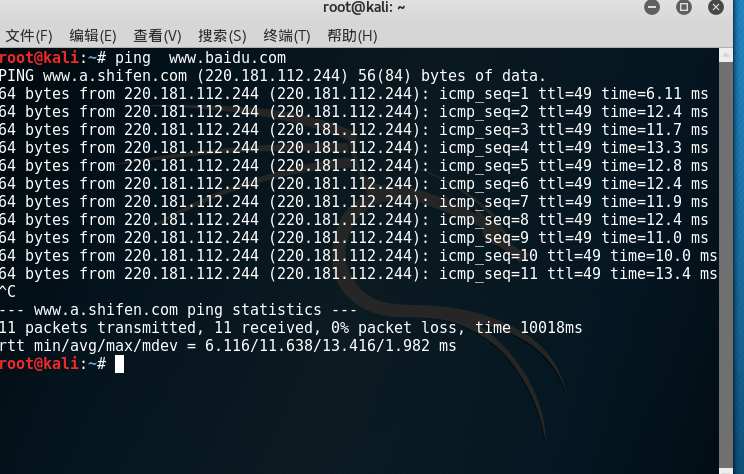 root@kali: ~
文件(F) 编辑(E) 查看(V) 搜索(S) 终端(T) 帮助(H)
root@kali:~# ping  www.baidu.com
PING www.a.shifen.com (220.181.112.244) 56(84) bytes of data.
64 bytes from 220.181.112.244 (220.181.112.244): icmp_seq=1 ttl=49 time=6.11 ms
64 bytes from 220.181.112.244 (220.181.112.244): icmp_seq=2 ttl=49 time=12.4 ms
64 bytes from 220.181.112.244 (220.181.112.244): icmp_seq=3 ttl=49 time=11.7 ms
64 bytes from 220.181.112.244 (220.181.112.244): icmp_seq=4 ttl=49 time=13.3 ms
64 bytes from 220.181.112.244 (220.181.112.244): icmp_seq=5 ttl=49 time=12.8 ms
64 bytes from 220.181.112.244 (220.181.112.244): icmp_seq=6 ttl=49 time=12.4 ms
64 bytes from 220.181.112.244 (220.181.112.244): icmp_seq=7 ttl=49 time=11.9 ms
64 bytes from 220.181.112.244 (220.181.112.244): icmp_seq=8 ttl=49 time=12.4 ms
64 bytes from 220.181.112.244 (220.181.112.244): icmp_seq=9 ttl=49 time=11.0 ms
64 bytes from 220.181.112.244 (220.181.112.244): icmp_seq=10 ttl=49 time=10.0 ms
64 bytes from 220.181.112.244 (220.181.112.244): icmp_seq=11 ttl=49 time=13.4 ms
^C
--- www.a.shifen.com ping statistics ---
11 packets transmitted, 11 received, 0% packet loss, time 10018ms
rtt min/avg/max/mdev = 6.116/11.638/13.416/1.982 ms
root@kali:~#